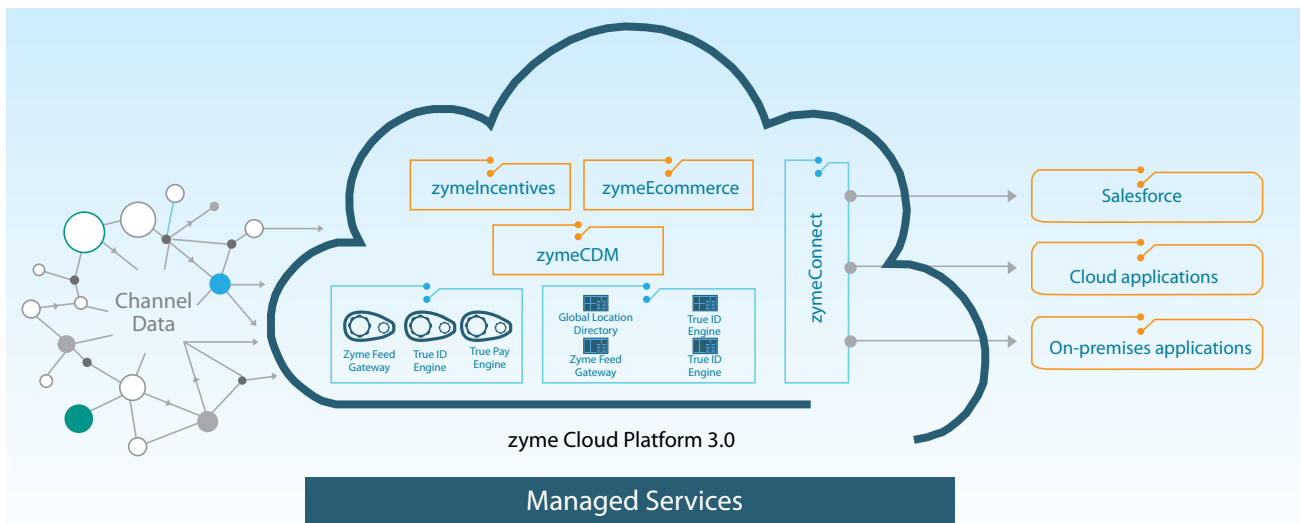 Channel
Data
zymeIncentives
zymeEcommerce
zymeCDM
Zyme Feed
Gateway
True ID
Engine
True Pay
Engine
Global Location
Directory
True ID
Engine
Zyme Feed
Gateway
True ID
Engine
zymeConnect
Salesforce
Cloud applications
On-premises applications
zyme Cloud Platform 3.0
Managed Services